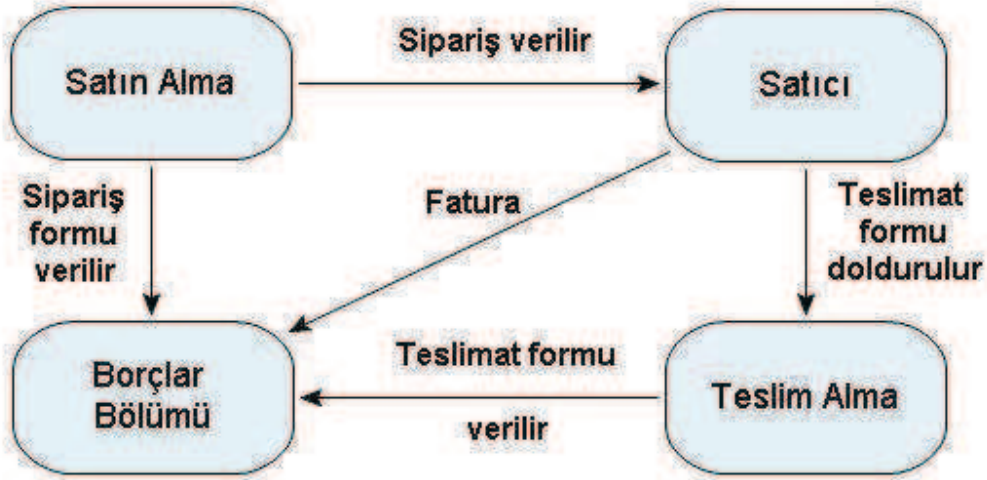 Sipariş verilir
Satın Alma
Satıcı
Sipariş
formu
verilir
Fatura
Teslimat
formu
doldurulur
Borçlar
Bölümü
Teslimat formu
verilir
Teslim Alma